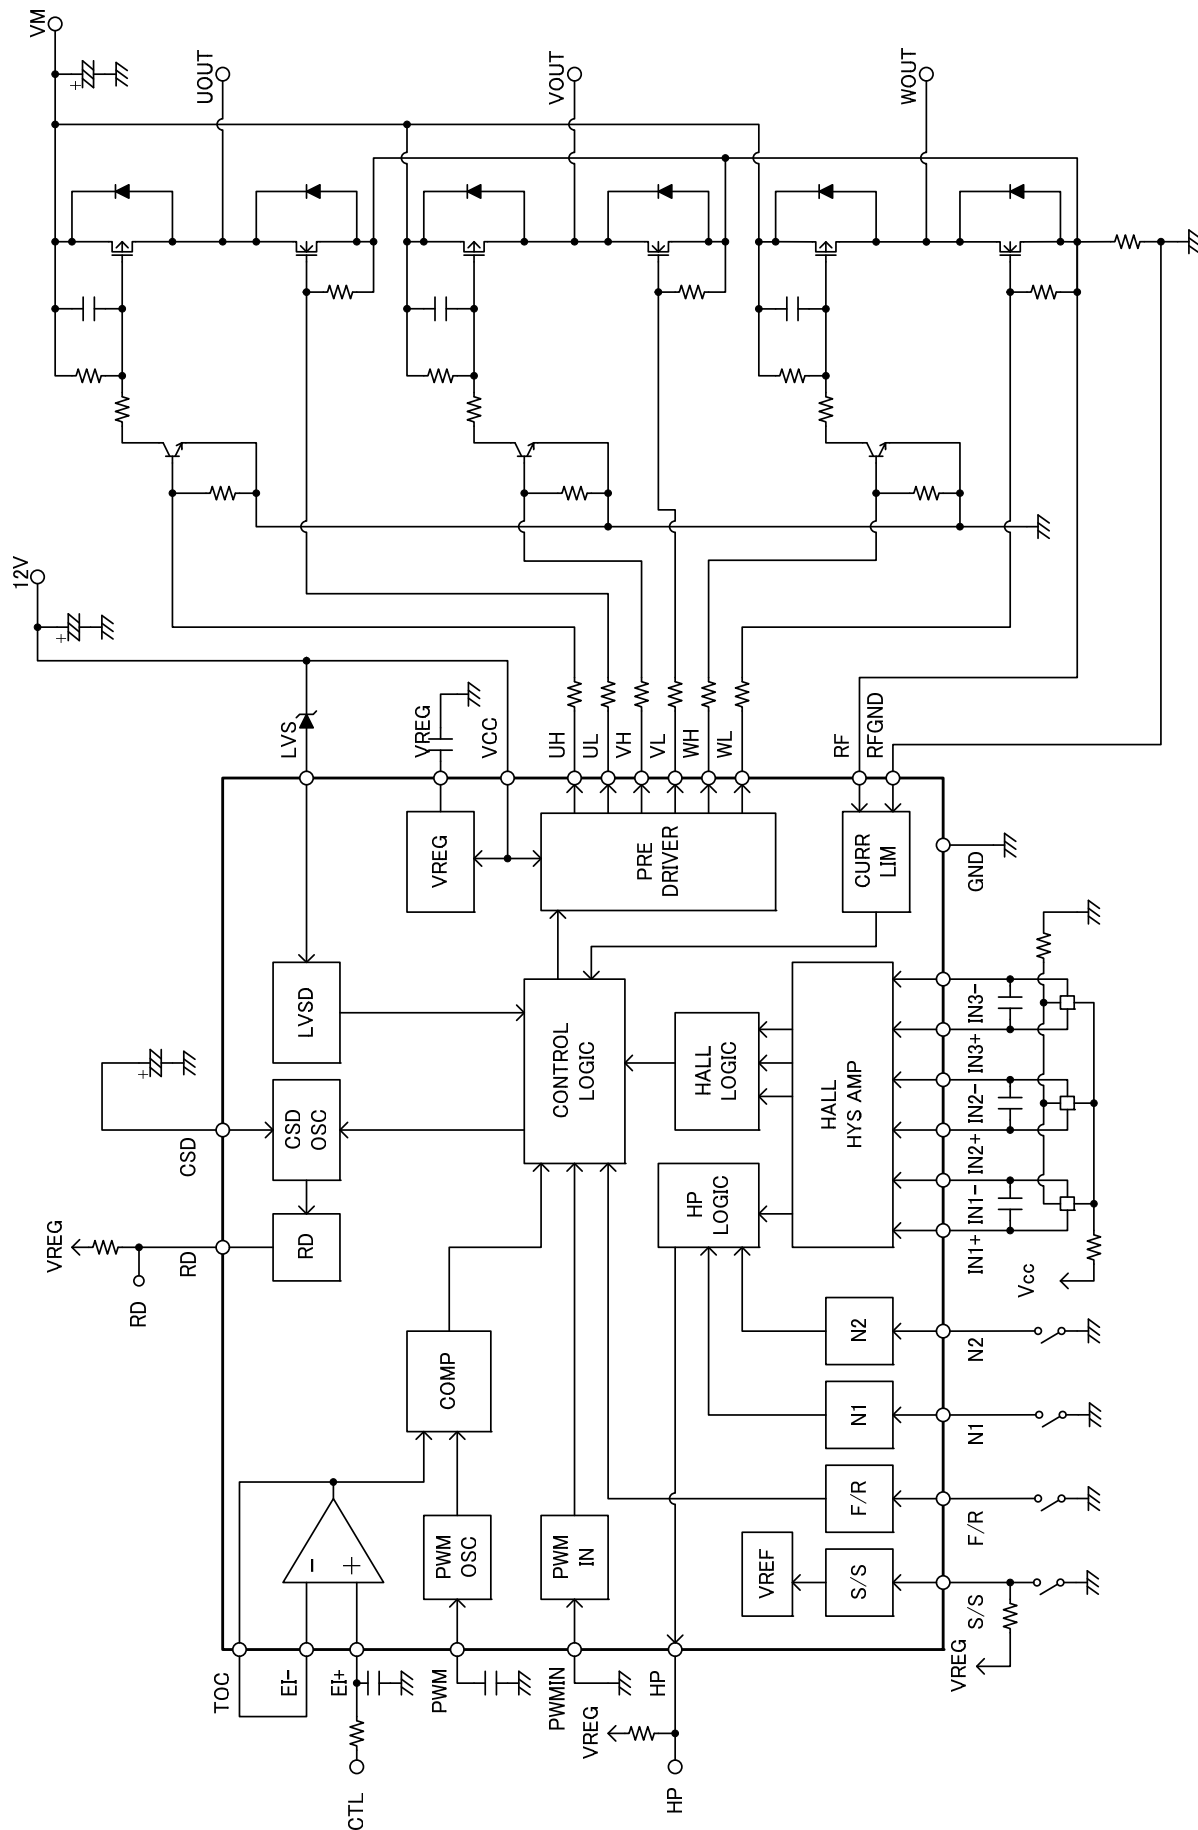 VM
UOUT
VOUT
WOUT
12V
LVS
VREG
VCC
UH
UL
VH
VL
WH
WL
RF
RFGND
VREG
PRE
DRIVER
CURR
LIM
GND
LVSD
CONTROL
LOGIC
HALL
LOGIC
HALL
HYS AMP
CSD
CSD
OSC
RD
VREG
RD
RD
HP
LOGIC
IN3-
IN3+
IN2-
IN2+
IN1-
IN1+
Vcc
COMP
N2
N2
N1
N1
F/R
F/R
S/S
S/S
VREF
VREG
-
+
PWM
OSC
PWM
IN
TOC
EI-
EI+
PWM
PWMIN
HP
VREG
CTL
HP
+
+
+